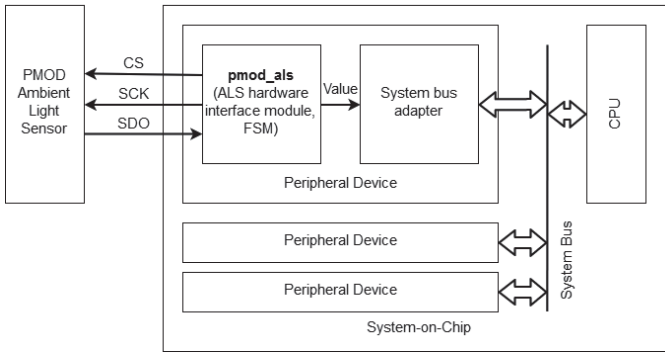 PMOD
Ambient
Light
Sensor
CS
SCK
SDO
pmod_als
(ALS hardware
interface module,
FSM)
Value
System bus
adapter
Peripheral Device
CPU
Peripheral Device
Peripheral Device
System Bus
System-on-Chip